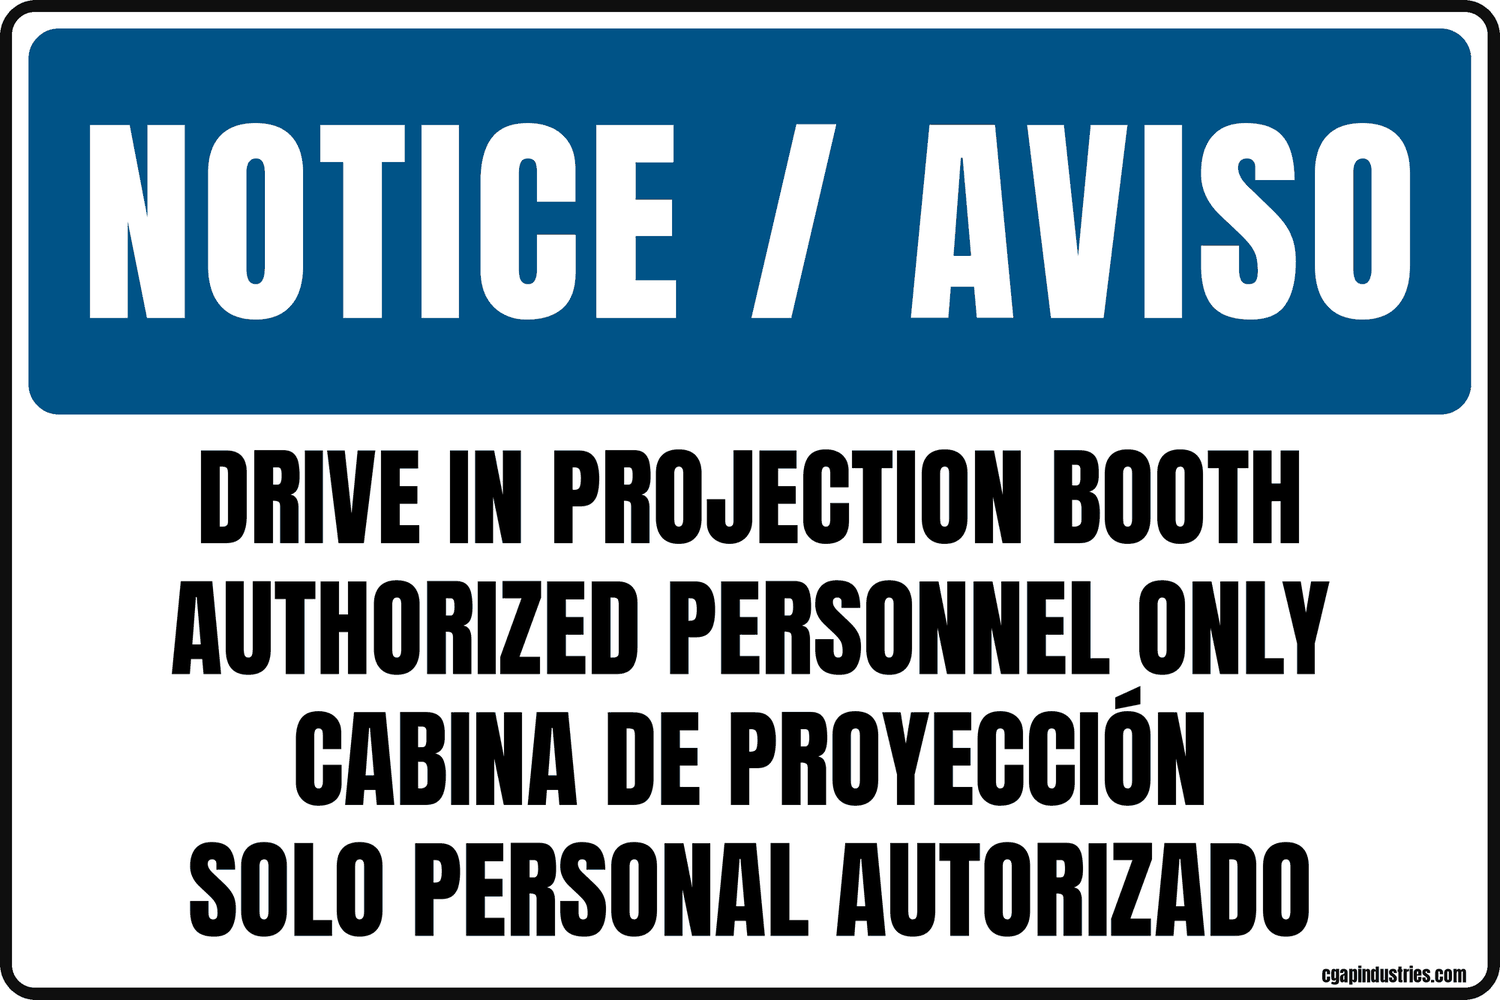 NOTICE / AVISO
DRIVE IN PROJECTION BOOTH
AUTHORIZED PERSONNEL ONLY
CABINA DE PROYECCIÓN
SOLO PERSONAL AUTORIZADO
cgapindustries.com